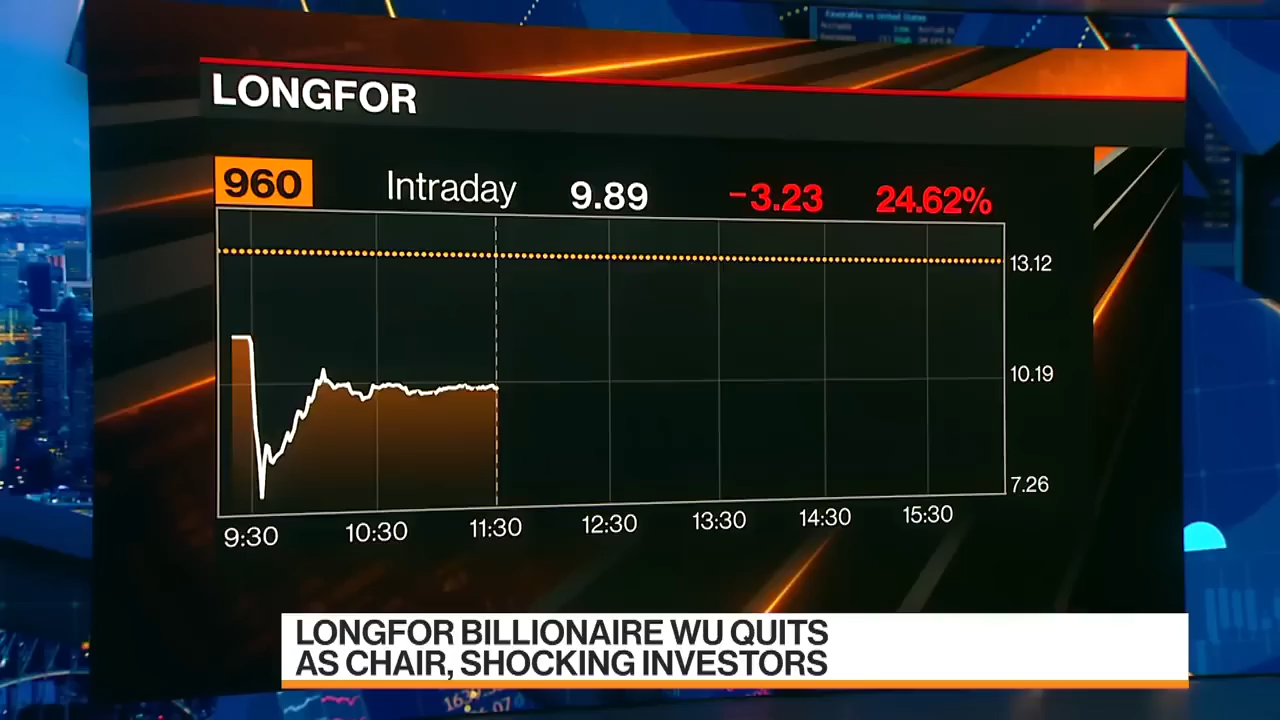 LONGFOR
960 Intraday 9.89 −3.23 24.62%
13.12
10.19
7.26
9:30 10:30 11:30 12:30 13:30 14:30 15:30
LONGFOR BILLIONAIRE WU QUITS
AS CHAIR, SHOCKING INVESTORS